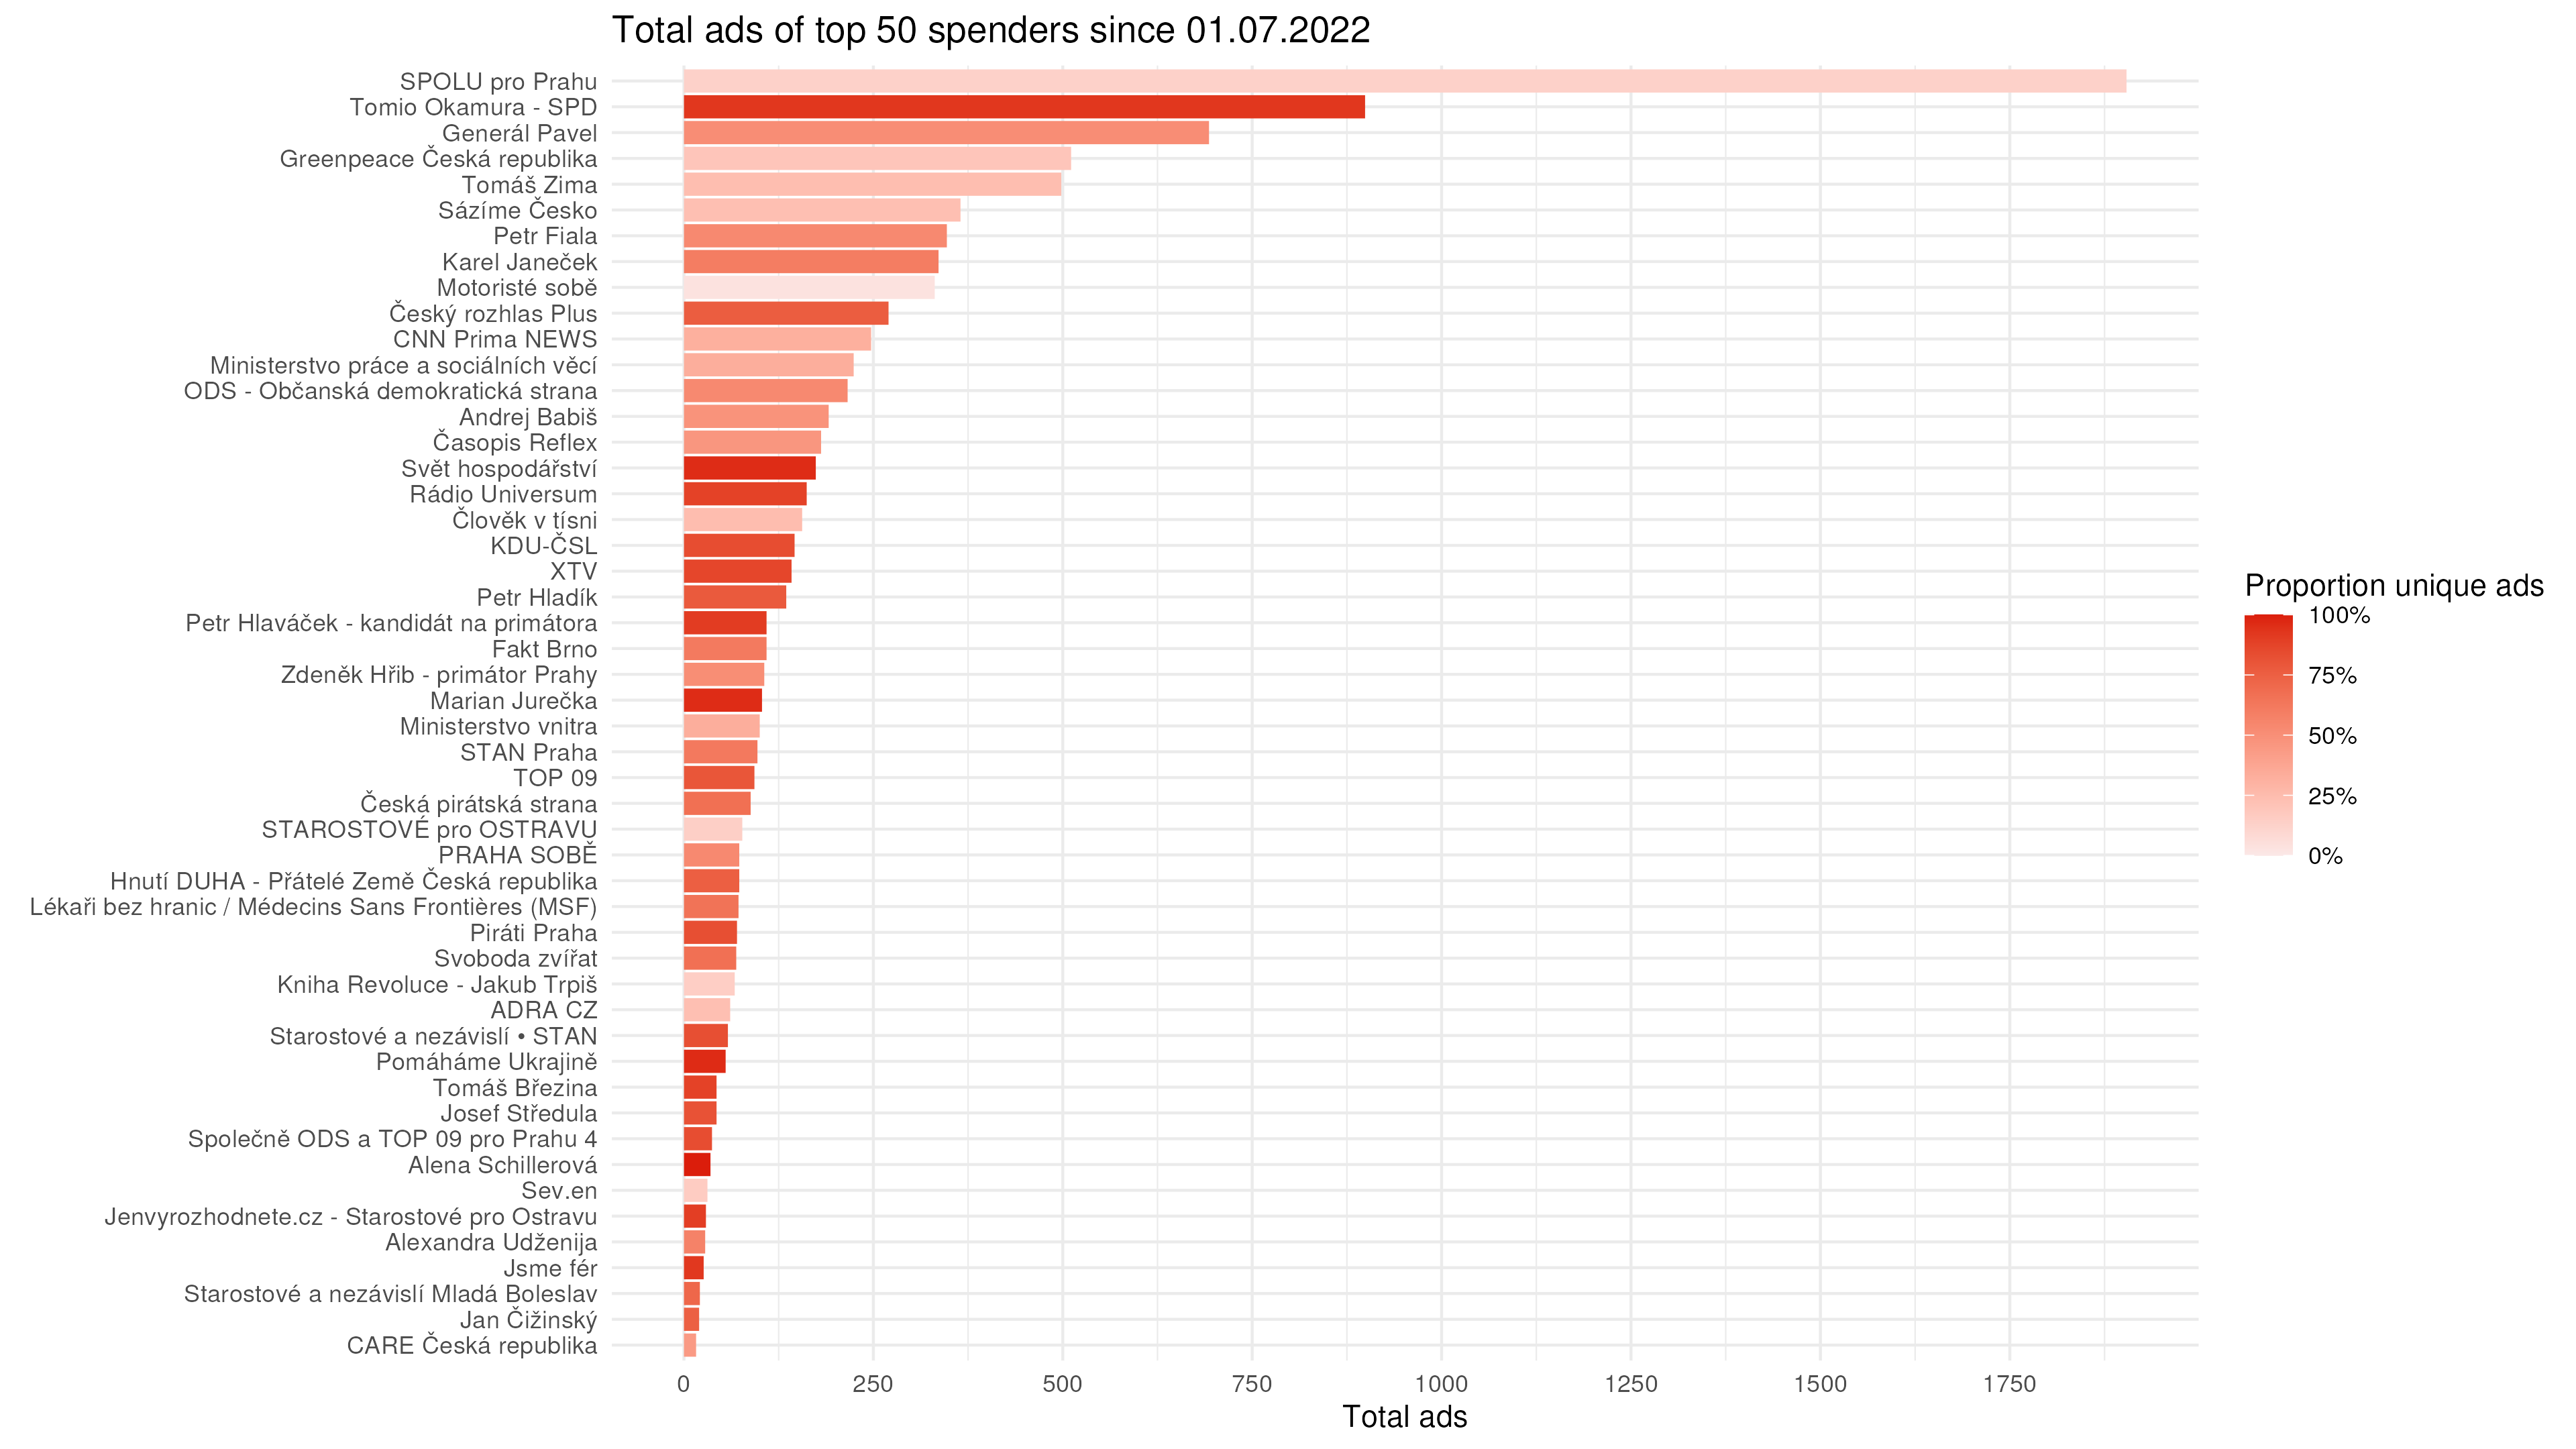 Total ads of top 50 spenders since 01.07.2022
SPOLU pro Prahu
Tomio Okamura - SPD
Generál Pavel
Greenpeace Česká republika
Tomáš Zima
Sázíme Česko
Petr Fiala
Karel Janeček
Motoristé sobě
Český rozhlas Plus
CNN Prima NEWS
Ministerstvo práce a sociálních věcí
ODS - Občanská demokratická strana
Andrej Babiš
Časopis Reflex
Svět hospodářství
Rádio Universum
Člověk v tísni
KDU-ČSL
XTV
Petr Hladík
Petr Hlaváček - kandidát na primátora
Fakt Brno
Zdeněk Hřib - primátor Prahy
Marian Jurečka
Ministerstvo vnitra
STAN Praha
TOP 09
Česká pirátská strana
STAROSTOVÉ pro OSTRAVU
PRAHA SOBĚ
Hnutí DUHA - Přátelé Země Česká republika
Lékaři bez hranic / Médecins Sans Frontières (MSF)
Piráti Praha
Svoboda zvířat
Kniha Revoluce - Jakub Trpiš
ADRA CZ
Starostové a nezávislí • STAN
Pomáháme Ukrajině
Tomáš Březina
Josef Středula
Společně ODS a TOP 09 pro Prahu 4
Alena Schillerová
Sev.en
Jenvyrozhodnete.cz - Starostové pro Ostravu
Alexandra Udženija
Jsme fér
Starostové a nezávislí Mladá Boleslav
Jan Čižinský
CARE Česká republika
0 250 500 750 1000 1250 1500 1750
Total ads
Proportion unique ads
100%
75%
50%
25%
0%